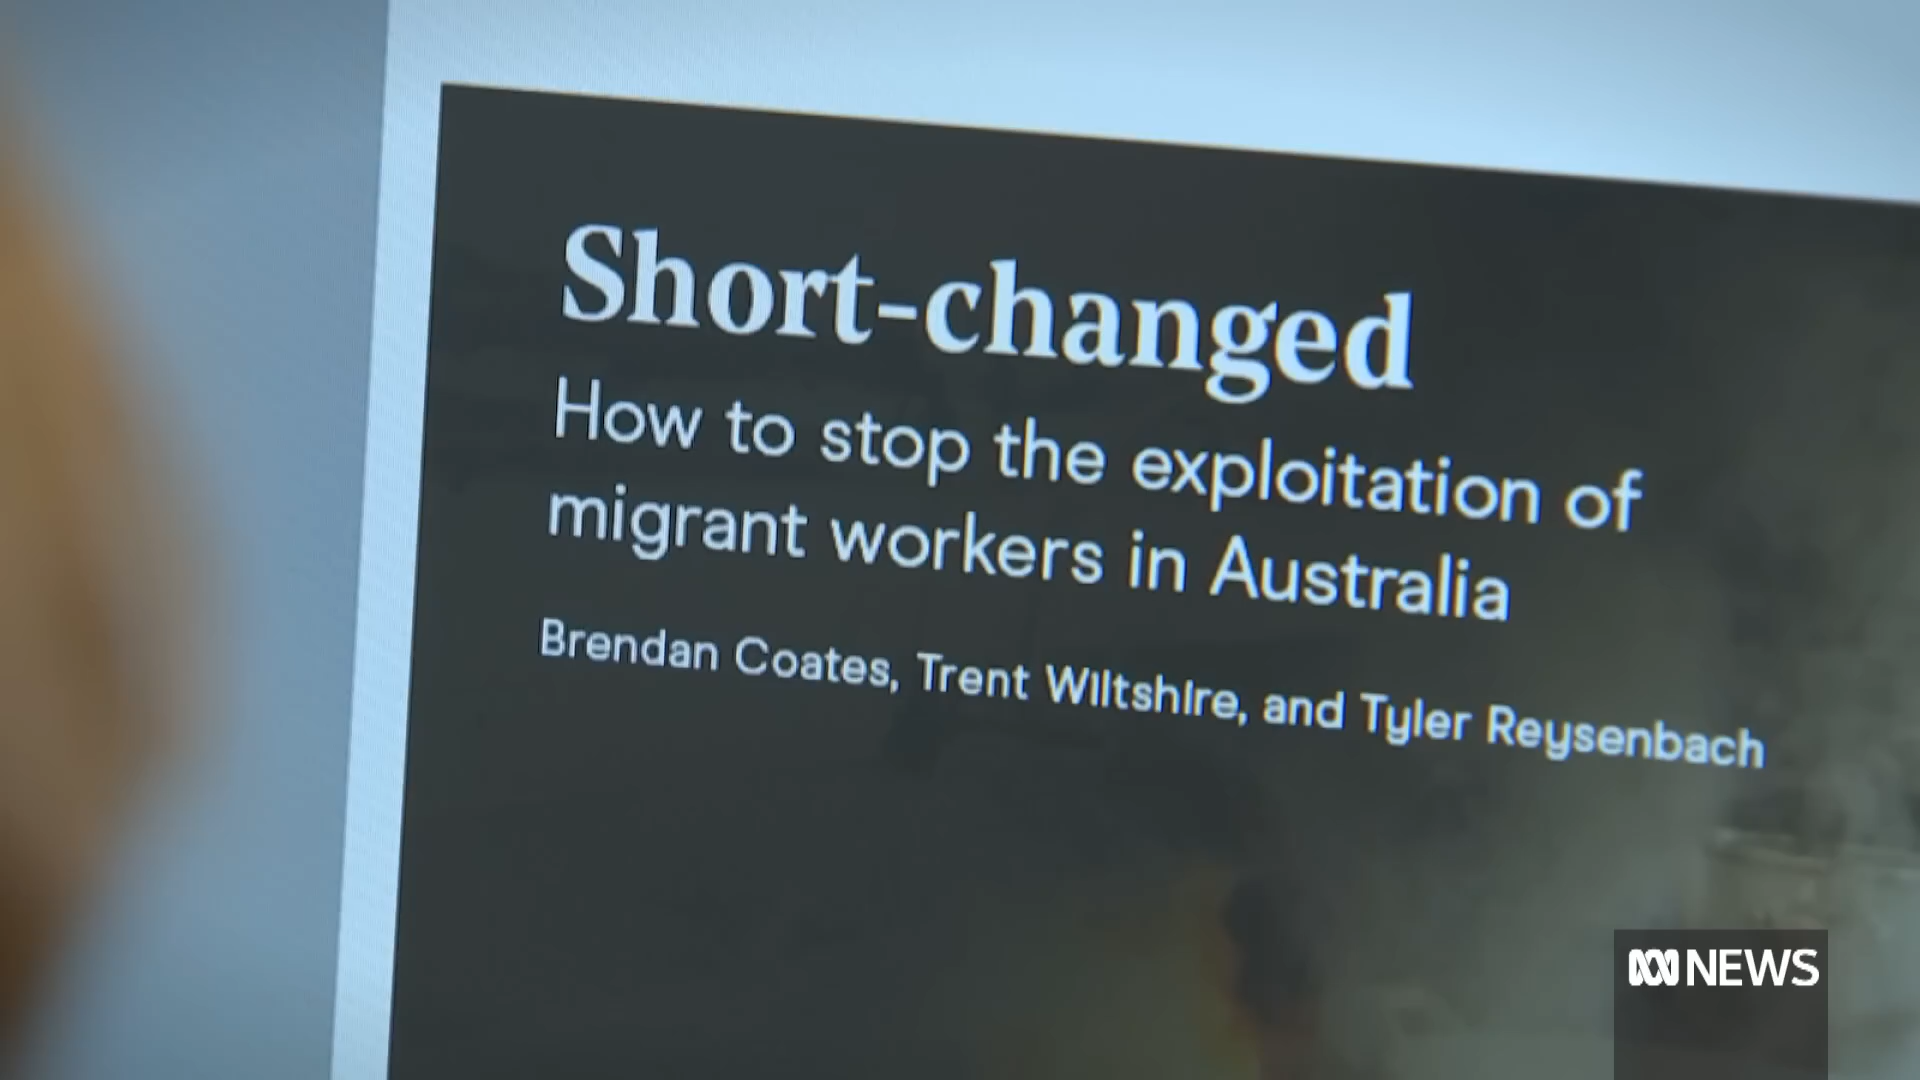 Short-changed
How to stop the exploitation of
migrant workers in Australia
Brendan Coates, Trent Wiltshire, and Tyler Reysenbach
NEWS